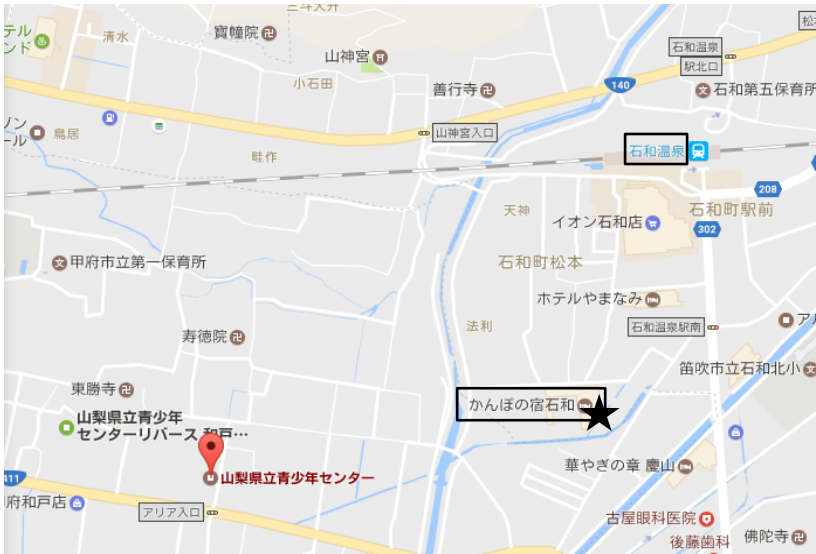 三斗大井
テル
ンド
清水
寶幢院
山神宮
松
石和温泉
駅北口
小石田
善行寺
140
石和第五保育所
ゾン
ール
鳥居
山神宮入口
畦作
石和温泉
208
天神
石和町駅前
イオン石和店
302
甲府市立第一保育所
石和町松本
ホテルやまなみ
法利
石和温泉駅南
ア
寿徳院
笛吹市立石和北小
東勝寺
かんぽの宿石和
山梨県立青少年
センターリバース 和戸…
華やぎの章 慶山
411
山梨県立青少年センター
府和戸店
アリア入口
古屋眼科医院
後藤歯科
佛陀寺